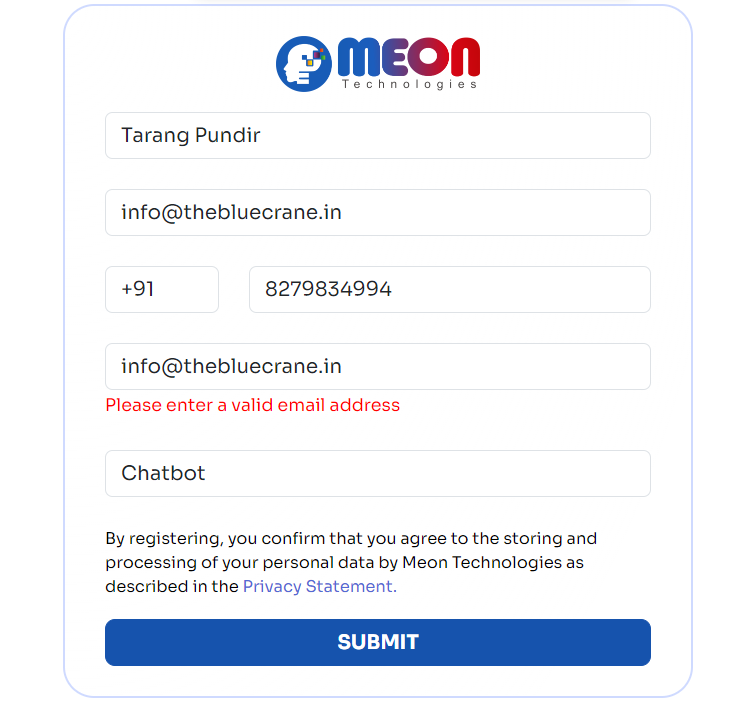 MEON
Technologies
Tarang Pundir
info@thebluecrane.in
+91 8279834994
info@thebluecrane.in
Please enter a valid email address
Chatbot
By registering, you confirm that you agree to the storing and
processing of your personal data by Meon Technologies as
described in the Privacy Statement.
SUBMIT